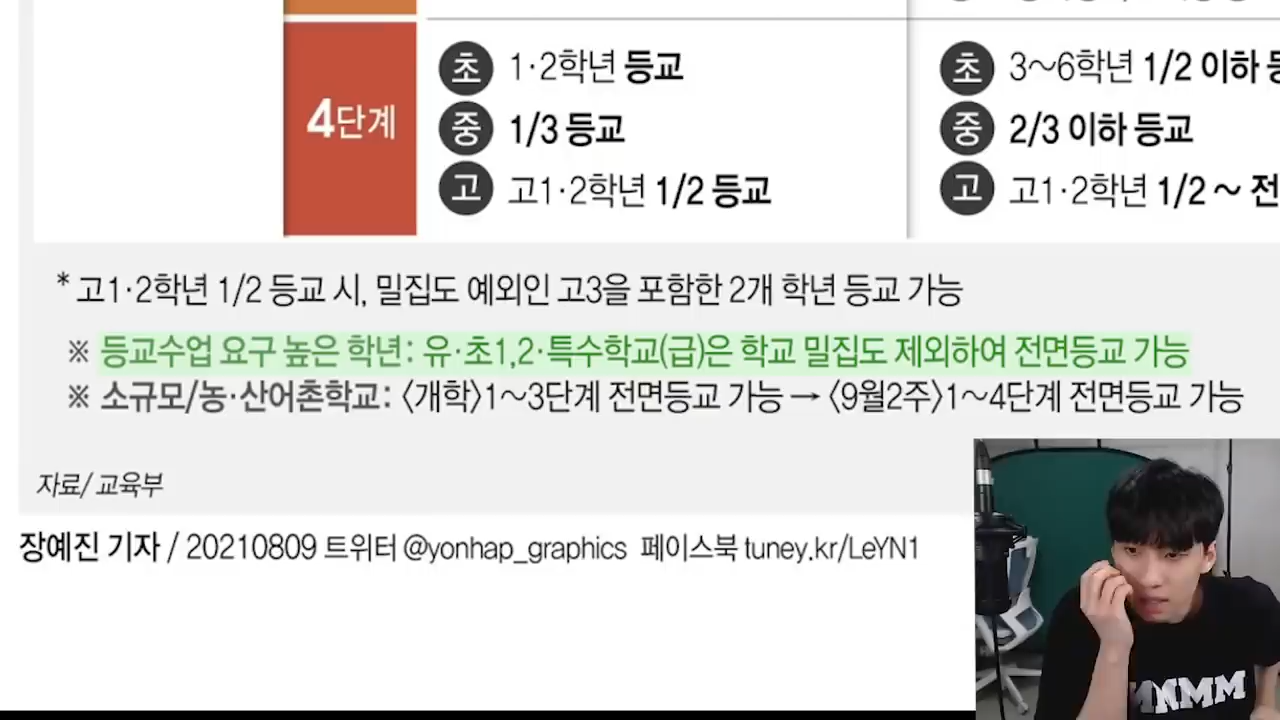 4단계
초 1·2학년 등교
중 1/3 등교
고 고1·2학년 1/2 등교
초 3～6학년 1/2 이하 등
중 2/3 이하 등교
고 고1·2학년 1/2 ～ 전
* 고1·2학년 1/2 등교 시, 밀집도 예외인 고3을 포함한 2개 학년 등교 가능
※ 등교수업 요구 높은 학년: 유·초1,2·특수학교(급)은 학교 밀집도 제외하여 전면등교 가능
※ 소규모/농·산어촌학교: 〈개학〉1～3단계 전면등교 가능 → 〈9월2주〉1～4단계 전면등교 가능
자료/ 교육부
장예진 기자 / 20210809 트위터 @yonhap_graphics 페이스북 tuney.kr/LeYN1